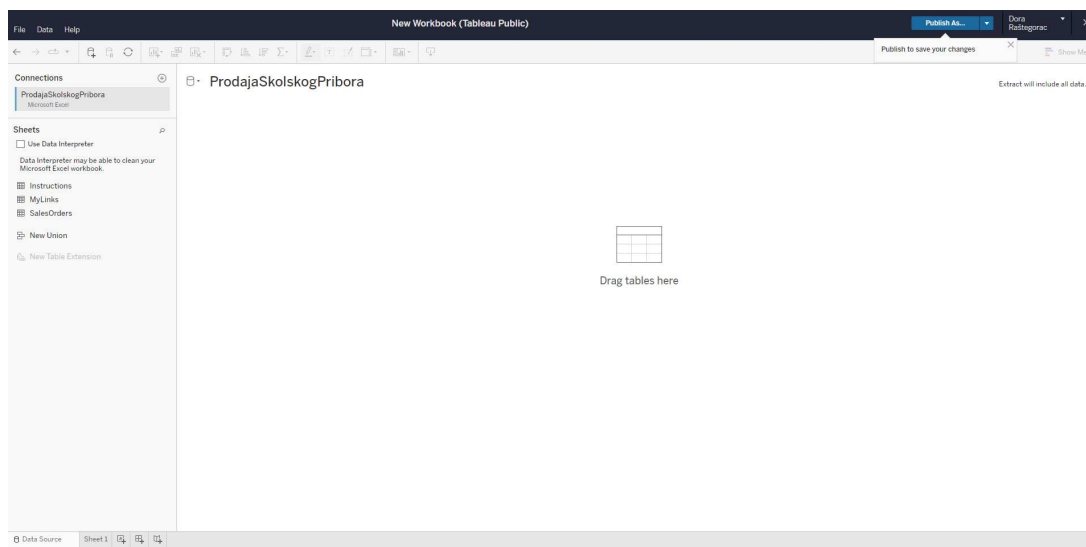 New Workbook (Tableau Public)
File Data Help
Publish As...
Dora
Raštegorac
Publish to save your changes
Show Me
Connections
ProdajaSkolskogPribora
Microsoft Excel
ProdajaSkolskogPribora
Extract will include all data.
Sheets
Use Data Interpreter
Data Interpreter may be able to clean your
Microsoft Excel workbook.
Instructions
MyLinks
SalesOrders
New Union
New Table Extension
Drag tables here
Data Source Sheet 1